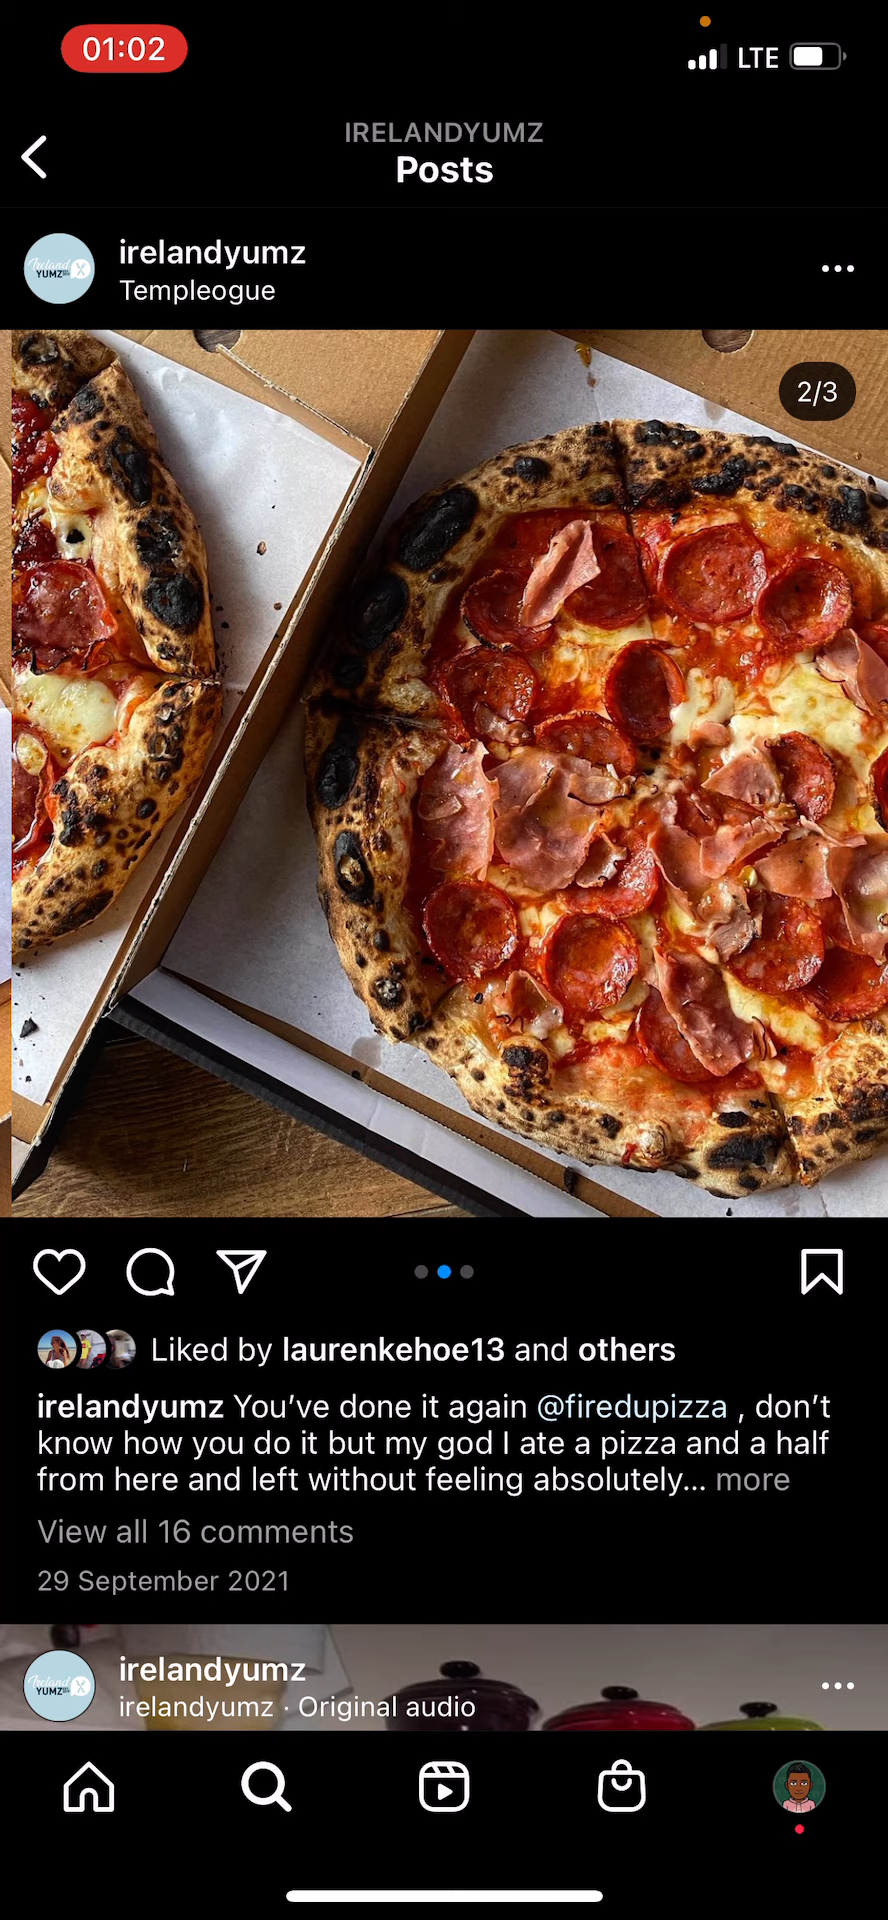 01:02
LTE
IRELANDYUMZ
Posts
irelandyumz
Templeogue
2/3
Liked by laurenkehoe13 and others
irelandyumz You’ve done it again @firedupizza , don’t
know how you do it but my god I ate a pizza and a half
from here and left without feeling absolutely... more
View all 16 comments
29 September 2021
irelandyumz
irelandyumz · Original audio